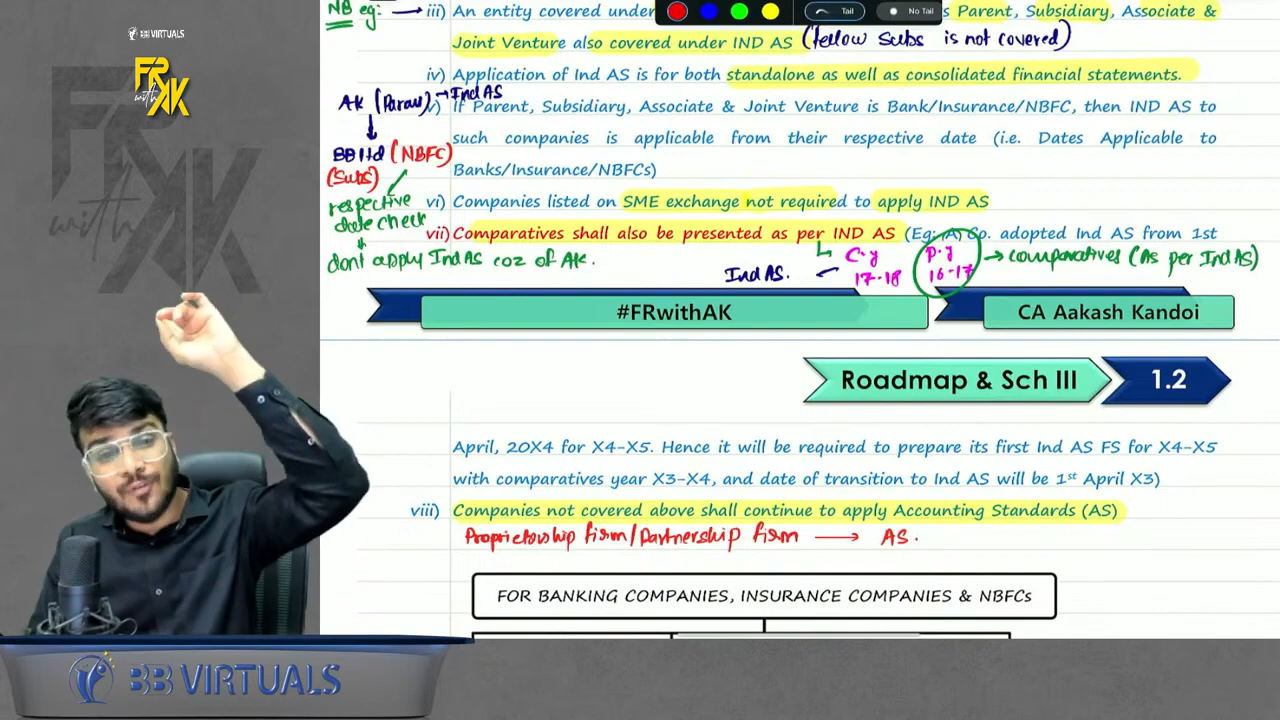 BB VIRTUALS
FR
with
AK
FR
with
AK
NB eg:
iii) An entity covered under
Tail
No Tail
s Parent, Subsidiary, Associate &
Joint Venture also covered under IND AS (fellow subs is not covered)
iv) Application of Ind AS is for both standalone as well as consolidated financial statements.
AK (Parent) → Ind AS
v) If Parent, Subsidiary, Associate & Joint Venture is Bank/Insurance/NBFC, then IND AS to
such companies is applicable from their respective date (i.e. Dates Applicable to
BB ltd (NBFC)
Banks/Insurance/NBFCs)
(Subs)
respective
date check
vi) Companies listed on SME exchange not required to apply IND AS
vii) Comparatives shall also be presented as per IND AS (Eg: A) Co. adopted Ind AS from 1st
dont apply Ind AS coz of AK.
Ind AS. C.y 17-18 P.y 16-17 → comparatives (As per Ind AS)
#FRwithAK
CA Aakash Kandoi
Roadmap & Sch III
1.2
April, 20X4 for X4-X5. Hence it will be required to prepare its first Ind AS FS for X4-X5
with comparatives year X3-X4, and date of transition to Ind AS will be 1st April X3)
viii) Companies not covered above shall continue to apply Accounting Standards (AS)
Proprietorship firm/Partnership firm → AS.
FOR BANKING COMPANIES, INSURANCE COMPANIES & NBFCs
BB VIRTUALS